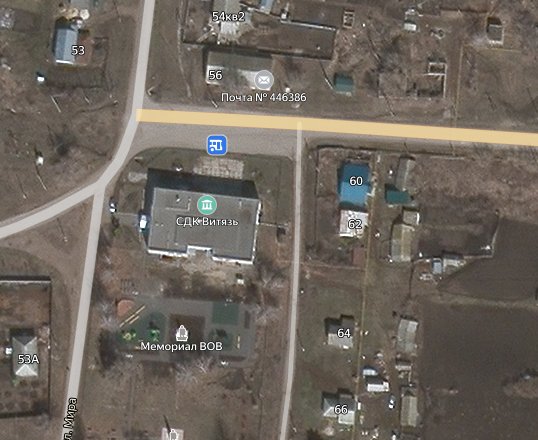 54кв2
53
56
Почта № 446386
60
СДК Витязь
62
64
Мемориал ВОВ
53А
66
ул. Мира